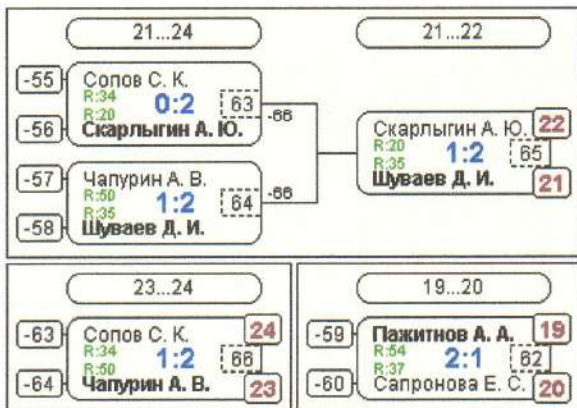 21...24
21...22
-55
Сопов С. К.
R:34
R:20
0:2
63
-66
-56
Скарлыгин А. Ю.
Скарлыгин А. Ю.
22
R:20
R:35
1:2
65
Шуваев Д. И.
21
-57
Чапурин А. В.
R:50
R:35
1:2
64
-66
-58
Шуваев Д. И.
23...24
19...20
-63
Сопов С. К.
24
R:34
R:50
1:2
66
-64
Чапурин А. В.
23
-59
Пажитнов А. А.
19
R:54
R:37
2:1
62
-60
Сапронова Е. С.
20